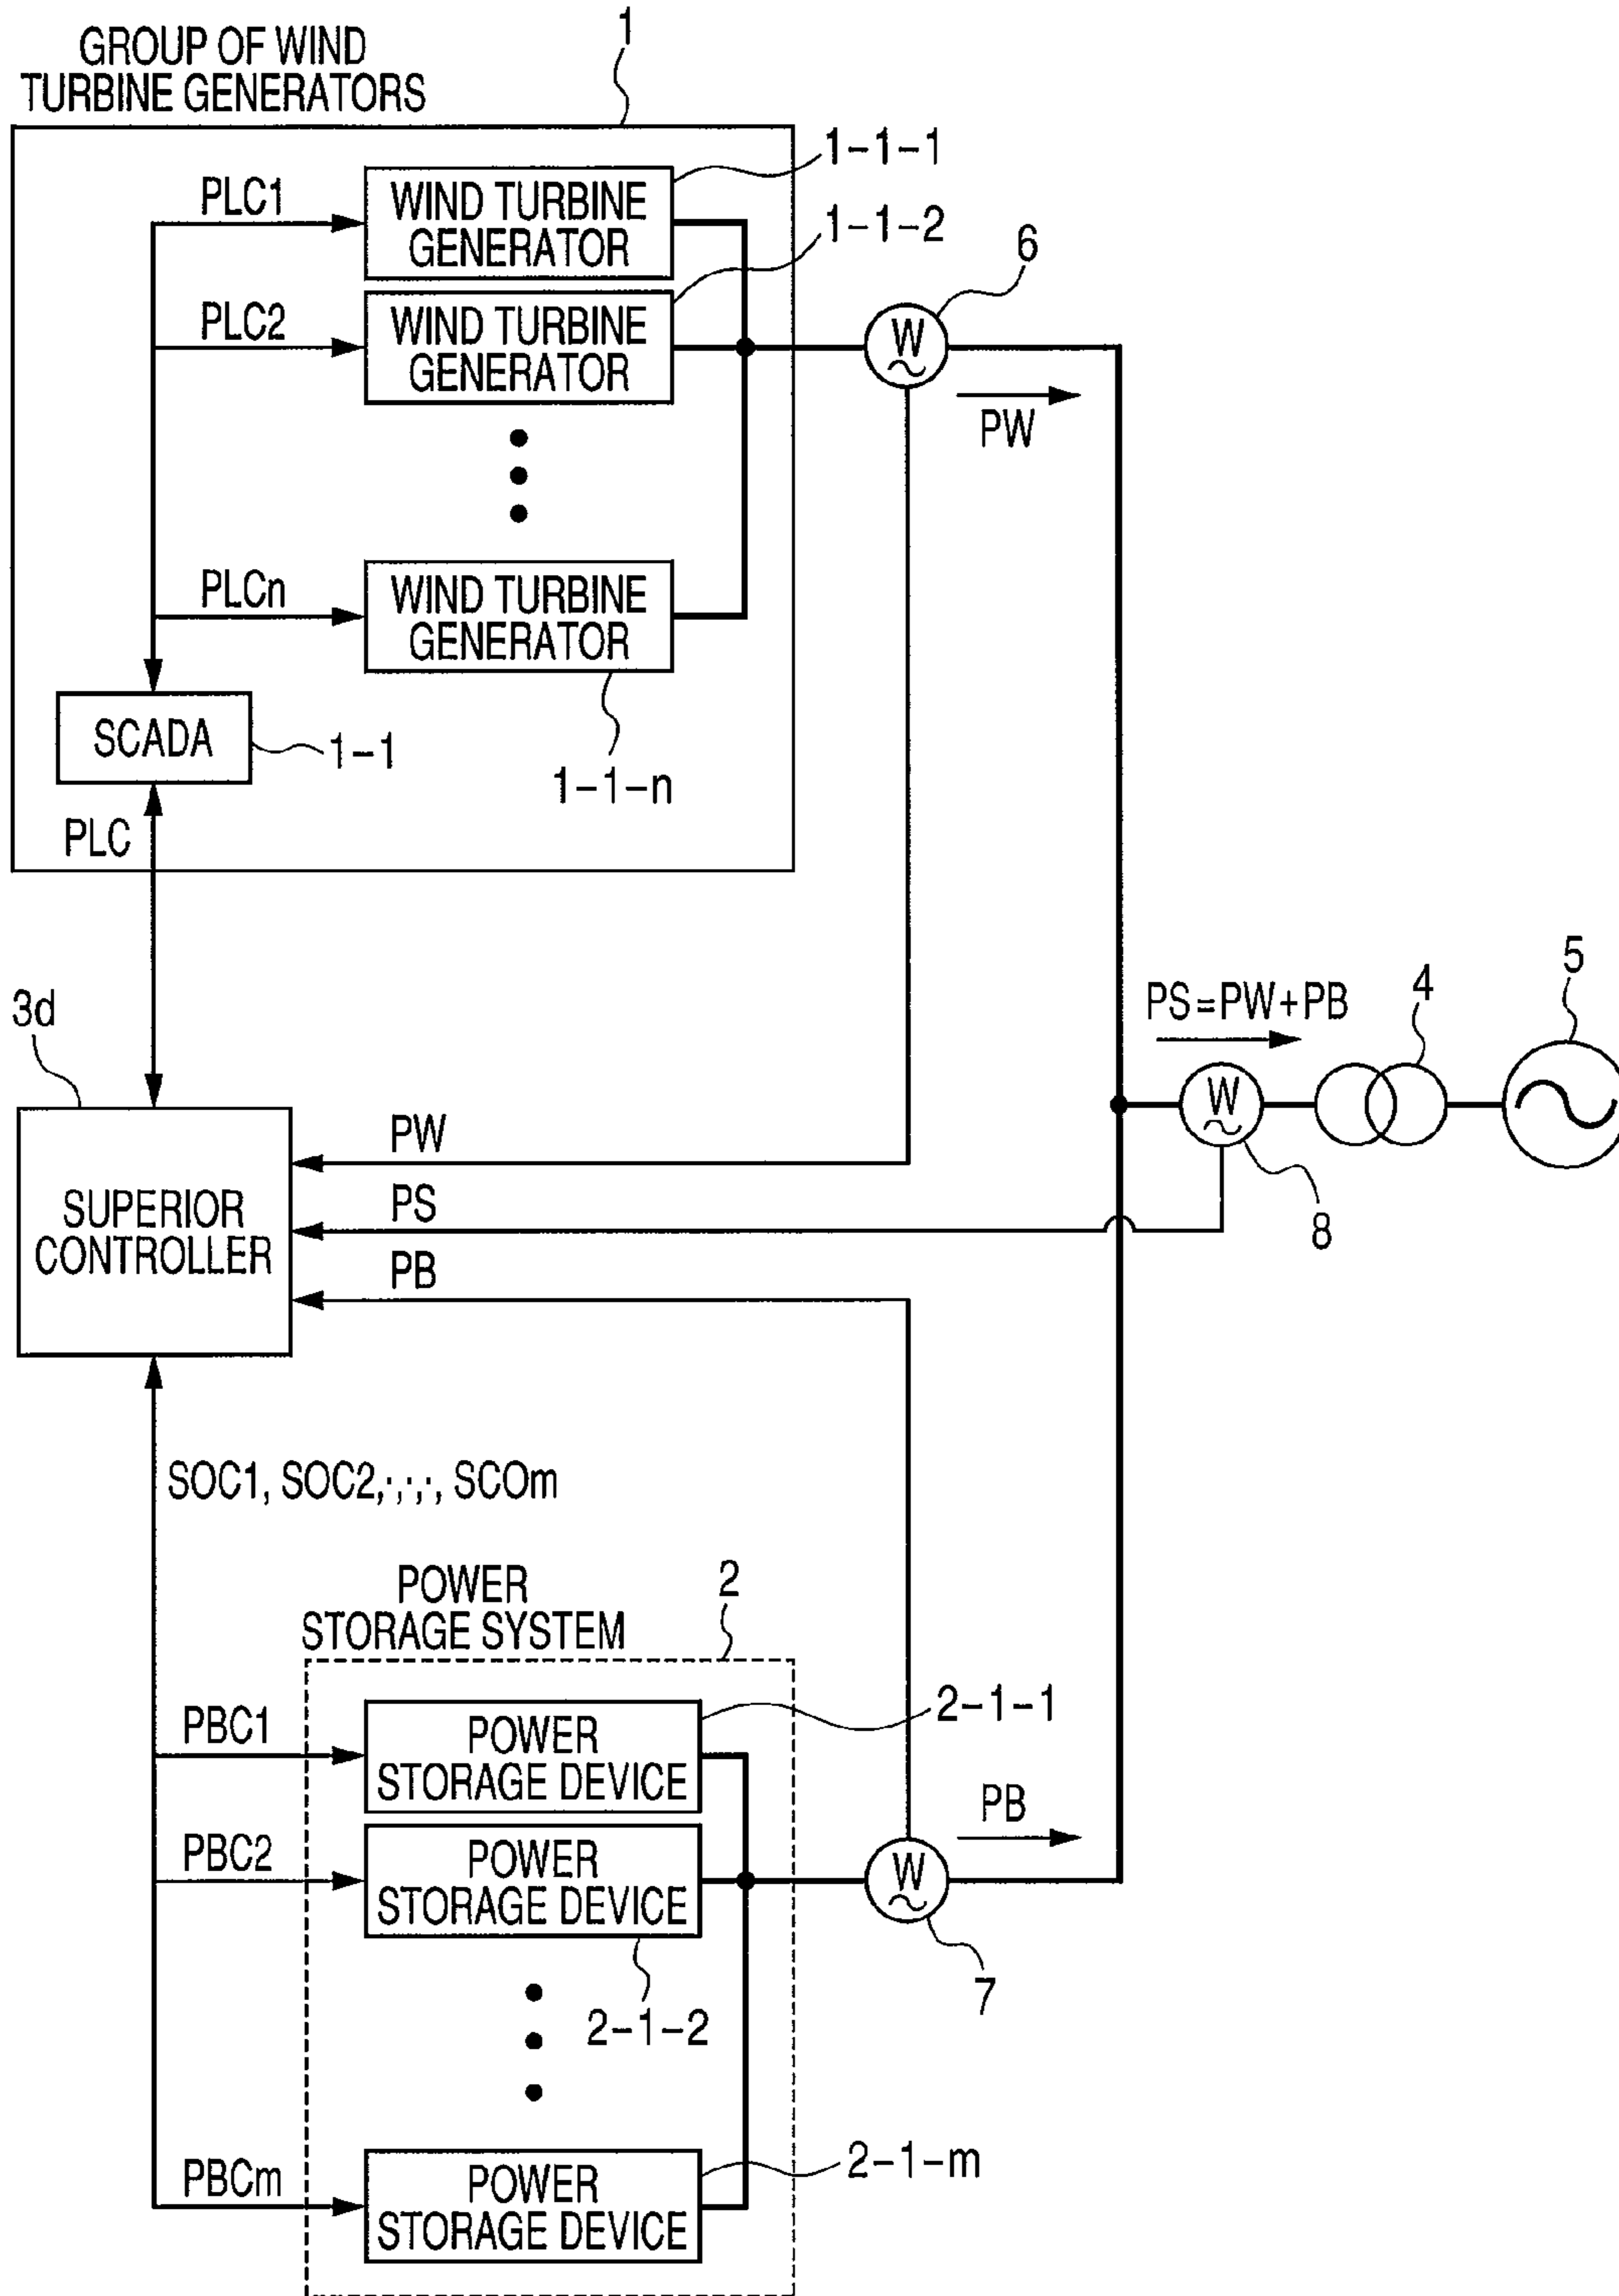 GROUP OF WIND
TURBINE GENERATORS
1
PLC1
WIND TURBINE
GENERATOR
1-1-1
PLC2
WIND TURBINE
GENERATOR
1-1-2
6
W
PW
PLCn
WIND TURBINE
GENERATOR
1-1-n
SCADA
1-1
PLC
3d
SUPERIOR
CONTROLLER
PW
PS
PB
PS=PW+PB
W
8
4
5
SOC1, SOC2,·,·,·, SCOm
POWER
STORAGE SYSTEM
2
PBC1
POWER
STORAGE DEVICE
2-1-1
PBC2
POWER
STORAGE DEVICE
2-1-2
PB
W
7
PBCm
POWER
STORAGE DEVICE
2-1-m